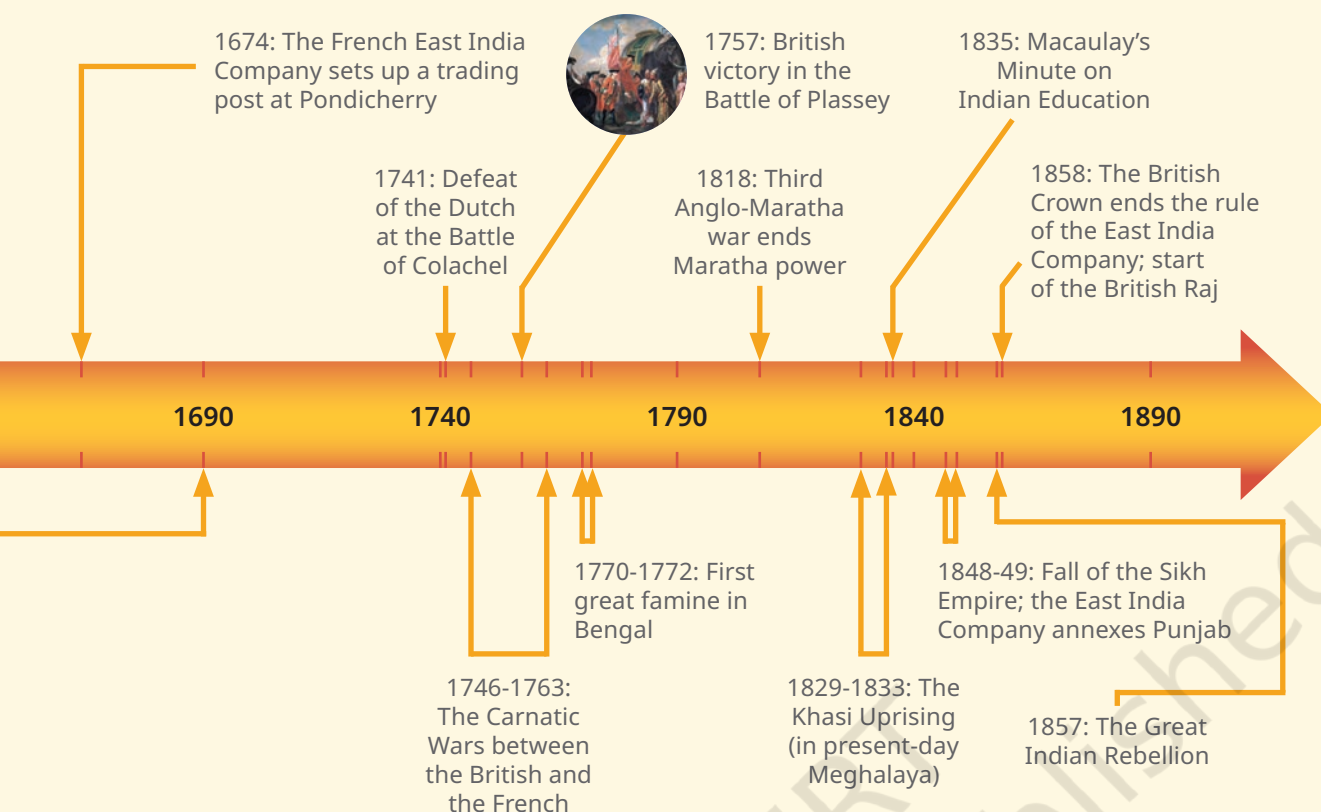 1674: The French East India
Company sets up a trading
post at Pondicherry
1757: British
victory in the
Battle of Plassey
1835: Macaulay’s
Minute on
Indian Education
1741: Defeat
of the Dutch
at the Battle
of Colachel
1818: Third
Anglo-Maratha
war ends
Maratha power
1858: The British
Crown ends the rule
of the East India
Company; start
of the British Raj
1690
1740
1790
1840
1890
1770-1772: First
great famine in
Bengal
1848-49: Fall of the Sikh
Empire; the East India
Company annexes Punjab
1746-1763:
The Carnatic
Wars between
the British and
the French
1829-1833: The
Khasi Uprising
(in present-day
Meghalaya)
1857: The Great
Indian Rebellion